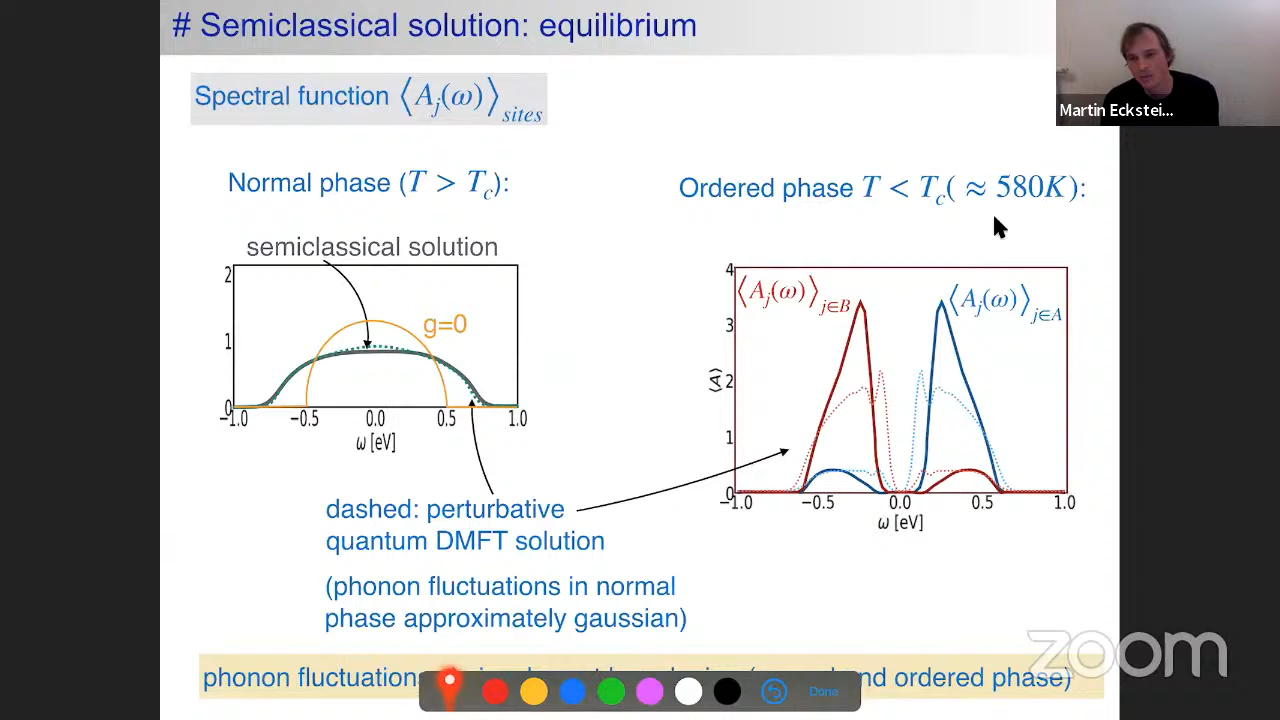 # Semiclassical solution: equilibrium
Martin Eckstei...
Spectral function ⟨A_j(ω)⟩_sites
Normal phase (T > T_c):
Ordered phase T < T_c( ≈ 580K):
semiclassical solution
2
1
0
g=0
−1.0 −0.5 0.0 0.5 1.0
ω [eV]
4
3
2
1
0
⟨A⟩
⟨A_j(ω)⟩_{j∈B}
⟨A_j(ω)⟩_{j∈A}
−1.0 −0.5 0.0 0.5 1.0
ω [eV]
dashed: perturbative
quantum DMFT solution
(phonon fluctuations in normal
phase approximately gaussian)
phonon fluctuation nd ordered phase)
Done
zoom